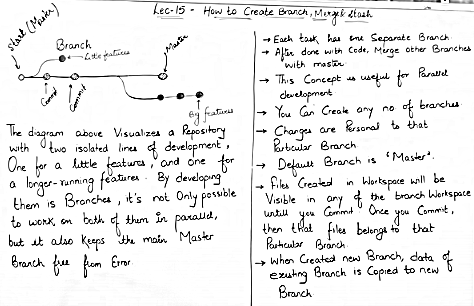 Lec-15 - How to Create Branch, Merge & Stash
Start (Master)
Branch
Little features
Master
Commit
Commit
Big features
The diagram above Visualizes a Repository
with two isolated lines of development,
One for a little features, and one for
a longer-running features. By developing
them is Branches, it's not Only possible
to work on both of them in parallel,
but it also Keeps the main Master
Branch free from Error.
→ Each task has one Separate Branch
→ After done with Code, Merge other Branches
with master.
→ This Concept is useful for Parallel
development
→ You Can Create any no of branches.
→ Changes are Personal to that
Particular Branch
→ Default Branch is 'Master'.
→ Files Created in Workspace will be
Visible in any of the branch Workspace
untill you Commit. Once you Commit,
then that files belongs to that
Particular Branch.
→ When Created new Branch, data of
existing Branch is Copied to new
Branch